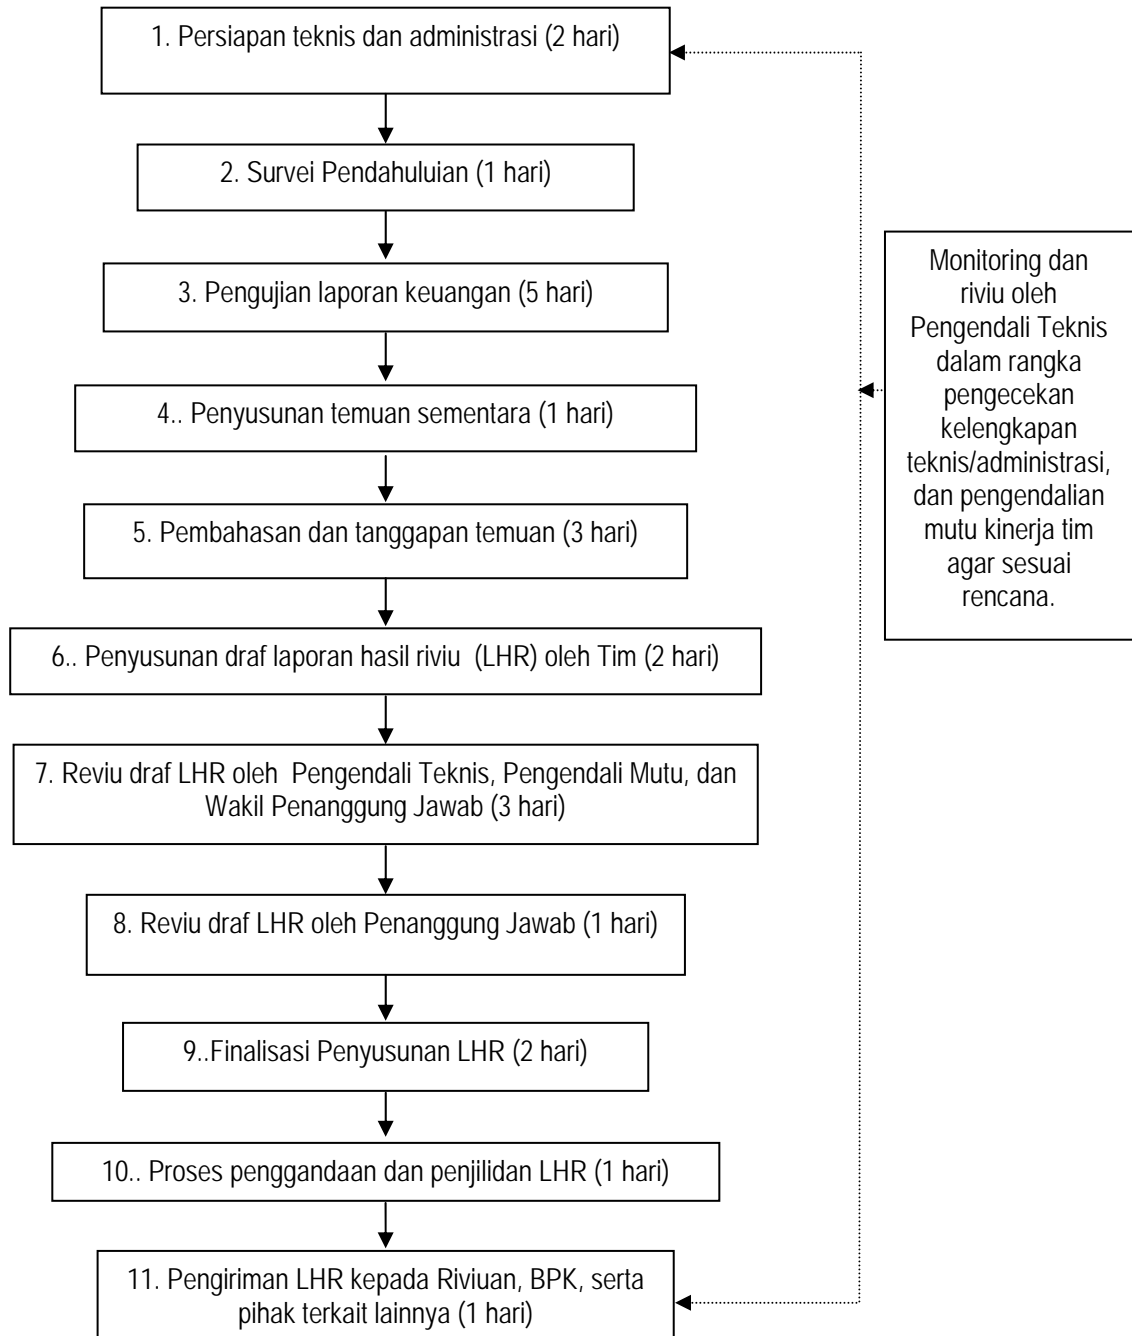 1. Persiapan teknis dan administrasi (2 hari)
2. Survei Pendahuluian (1 hari)
3. Pengujian laporan keuangan (5 hari)
4.. Penyusunan temuan sementara (1 hari)
5. Pembahasan dan tanggapan temuan (3 hari)
6.. Penyusunan draf laporan hasil riviu  (LHR) oleh Tim (2 hari)
7. Reviu draf LHR oleh  Pengendali Teknis, Pengendali Mutu, dan
Wakil Penanggung Jawab (3 hari)
8. Reviu draf LHR oleh Penanggung Jawab (1 hari)
9..Finalisasi Penyusunan LHR (2 hari)
10.. Proses penggandaan dan penjilidan LHR (1 hari)
11. Pengiriman LHR kepada Riviuan, BPK, serta
pihak terkait lainnya (1 hari)
Monitoring dan
riviu oleh
Pengendali Teknis
dalam rangka
pengecekan
kelengkapan
teknis/administrasi,
dan pengendalian
mutu kinerja tim
agar sesuai
rencana.